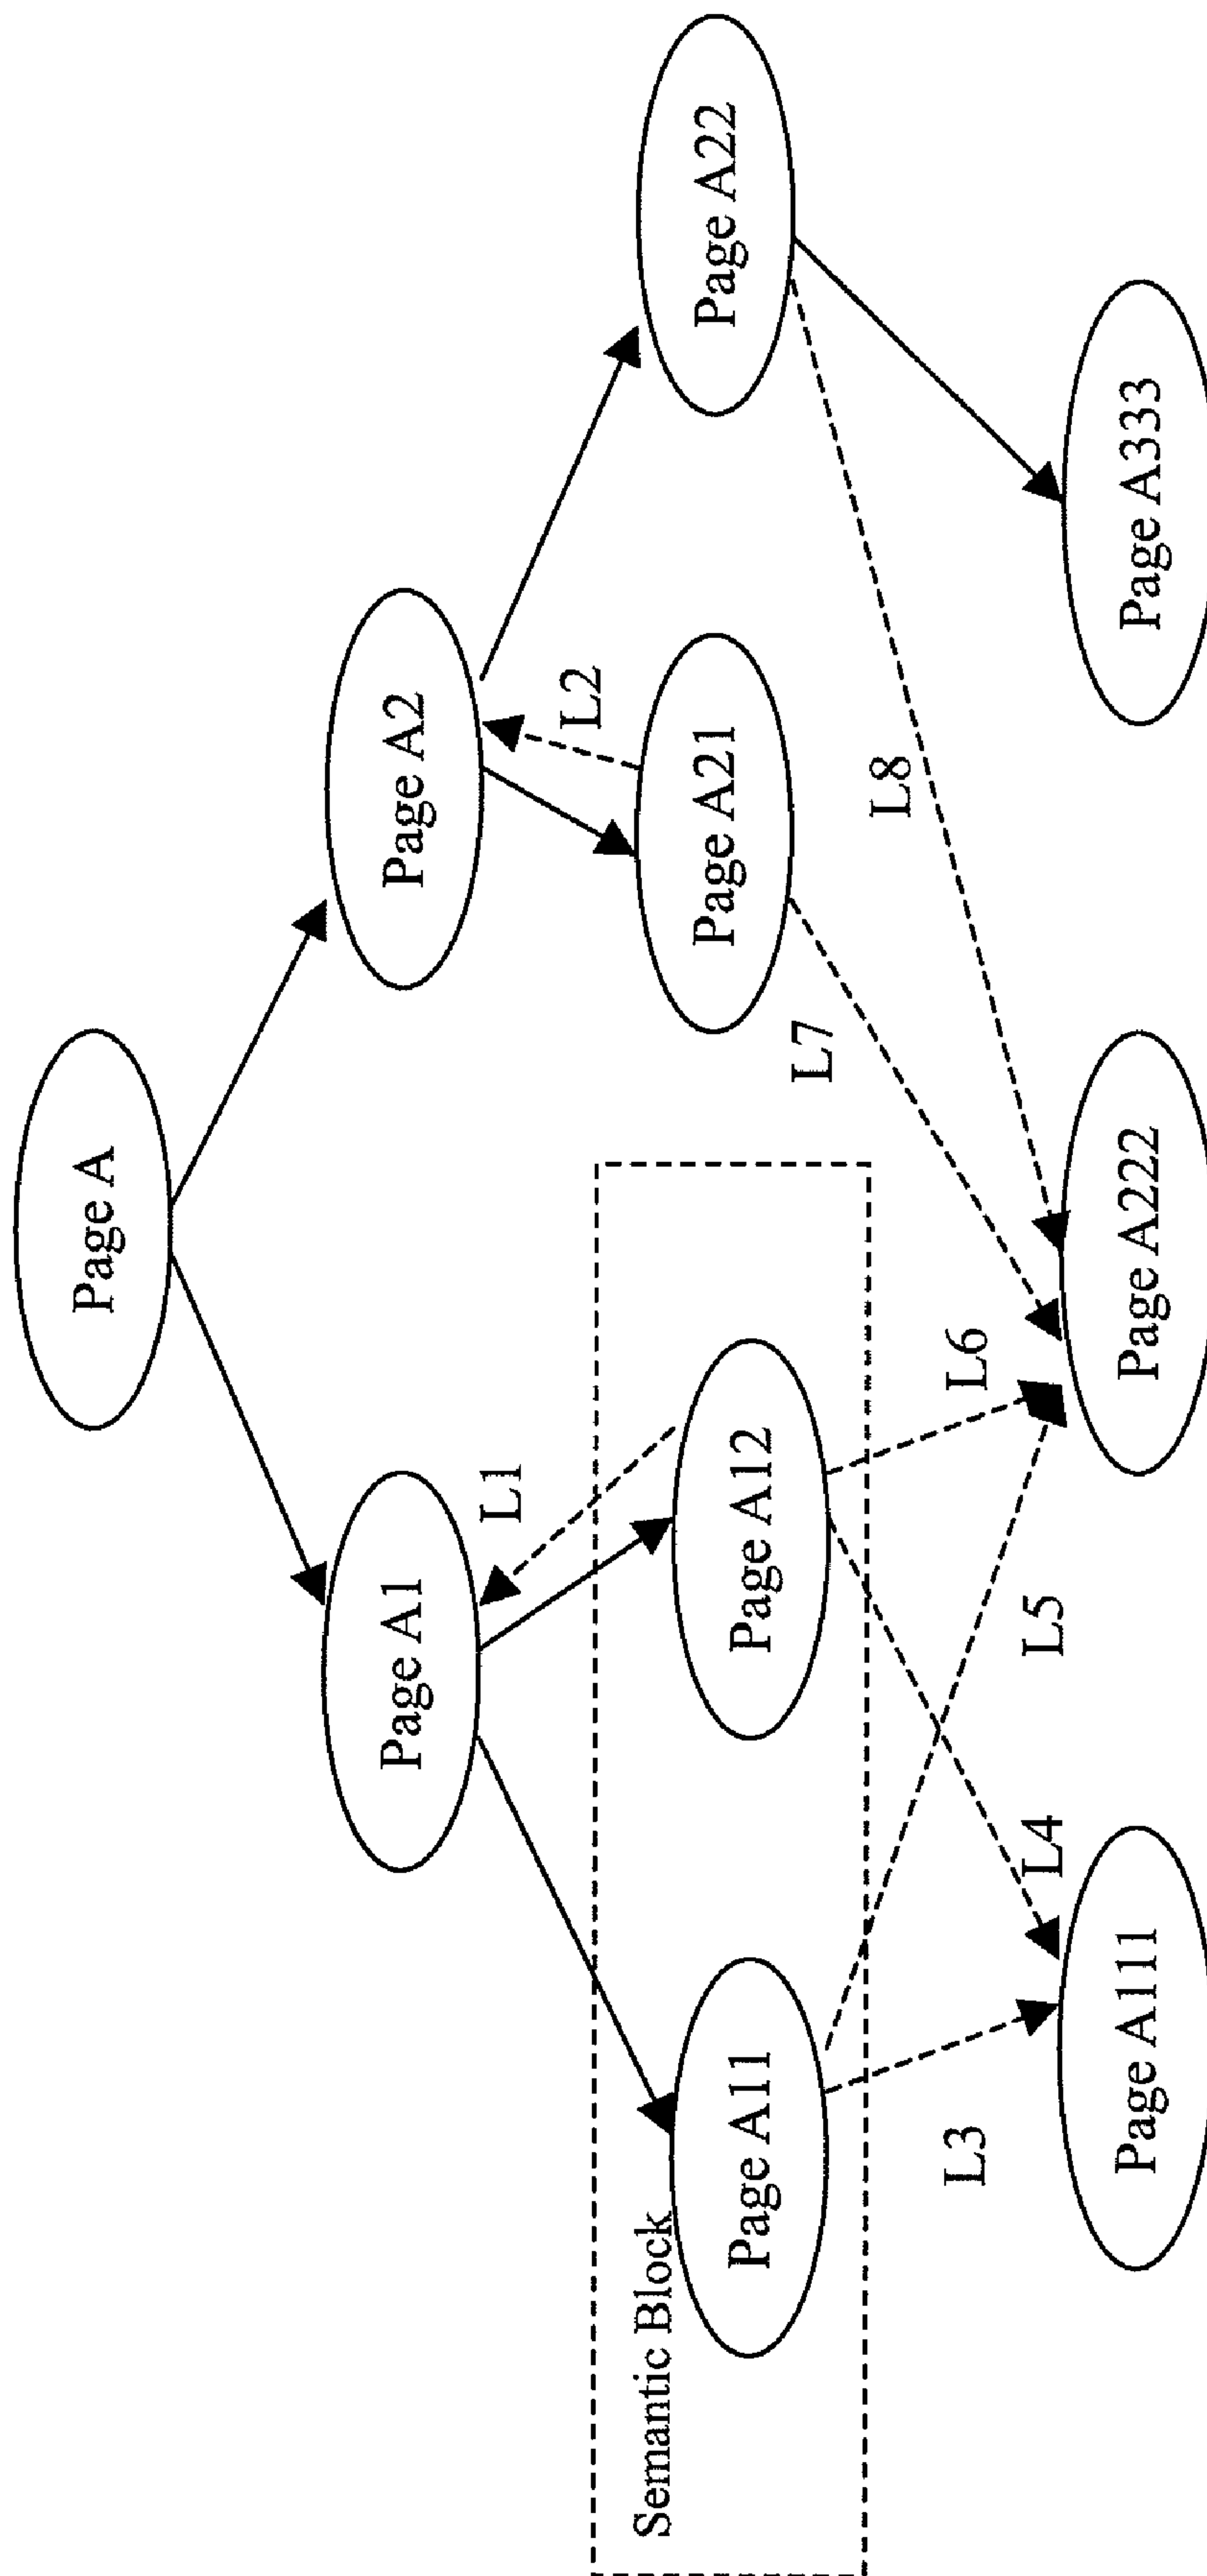 Page A
Page A1
Page A2
L1
L2
Semantic Block
Page A11
Page A12
Page A21
Page A22
L3
L4
L5
L6
L7
L8
Page A111
Page A222
Page A333